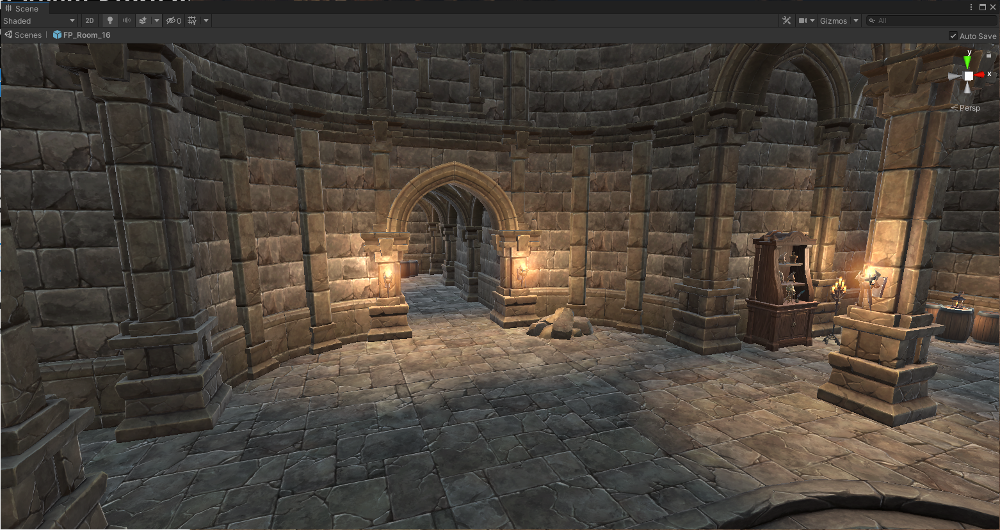 Scene
Shaded 2D 0 Gizmos All
Scenes | FP_Room_16 Auto Save
y
x
Persp